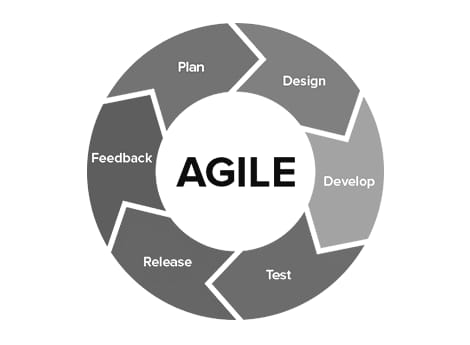 Plan
Design
Develop
Test
Release
Feedback
AGILE